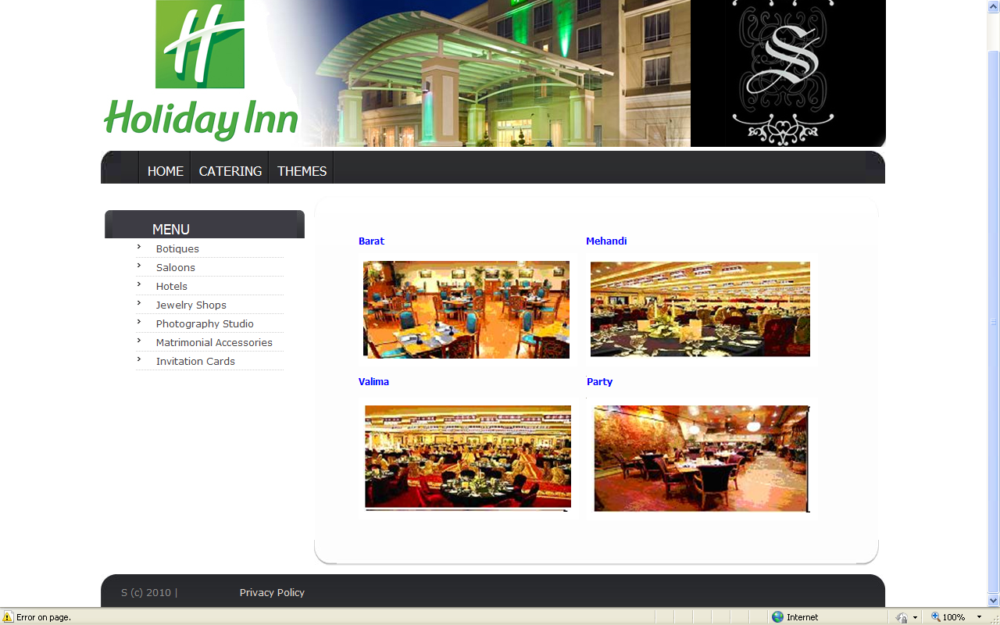 Holiday Inn
S
HOME CATERING THEMES
MENU
Botiques
Saloons
Hotels
Jewelry Shops
Photography Studio
Matrimonial Accessories
Invitation Cards
Barat Mehandi
Valima Party
S (c) 2010 | Privacy Policy
Error on page. Internet 100%